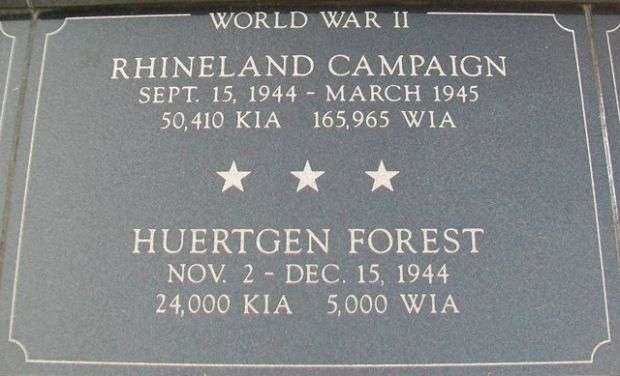 WORLD WAR II
RHINELAND CAMPAIGN
SEPT. 15, 1944 - MARCH 1945
50,410 KIA 165,965 WIA
HUERTGEN FOREST
NOV. 2 - DEC. 15, 1944
24,000 KIA 5,000 WIA